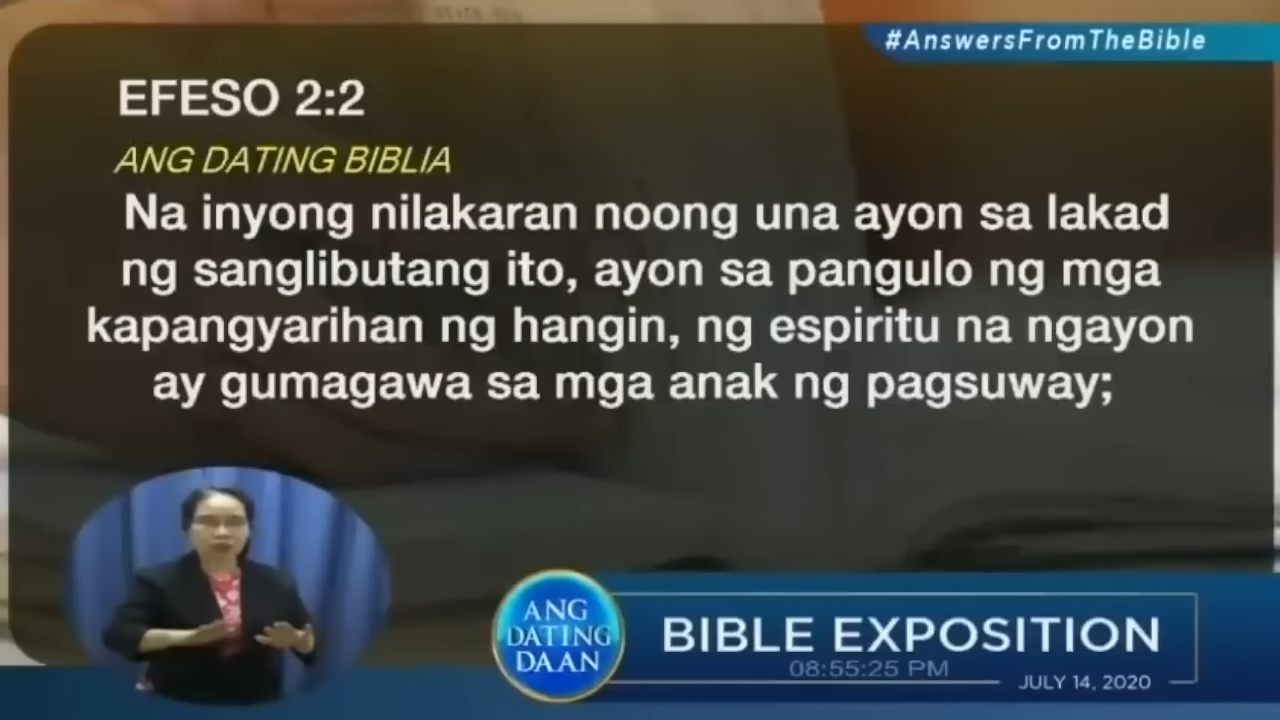 #AnswersFromTheBible
EFESO 2:2
ANG DATING BIBLIA
Na inyong nilakaran noong una ayon sa lakad
ng sanglibutang ito, ayon sa pangulo ng mga
kapangyarihan ng hangin, ng espiritu na ngayon
ay gumagawa sa mga anak ng pagsuway;
ANG
DATING
DAAN
BIBLE EXPOSITION
08:55:25 PM
JULY 14, 2020